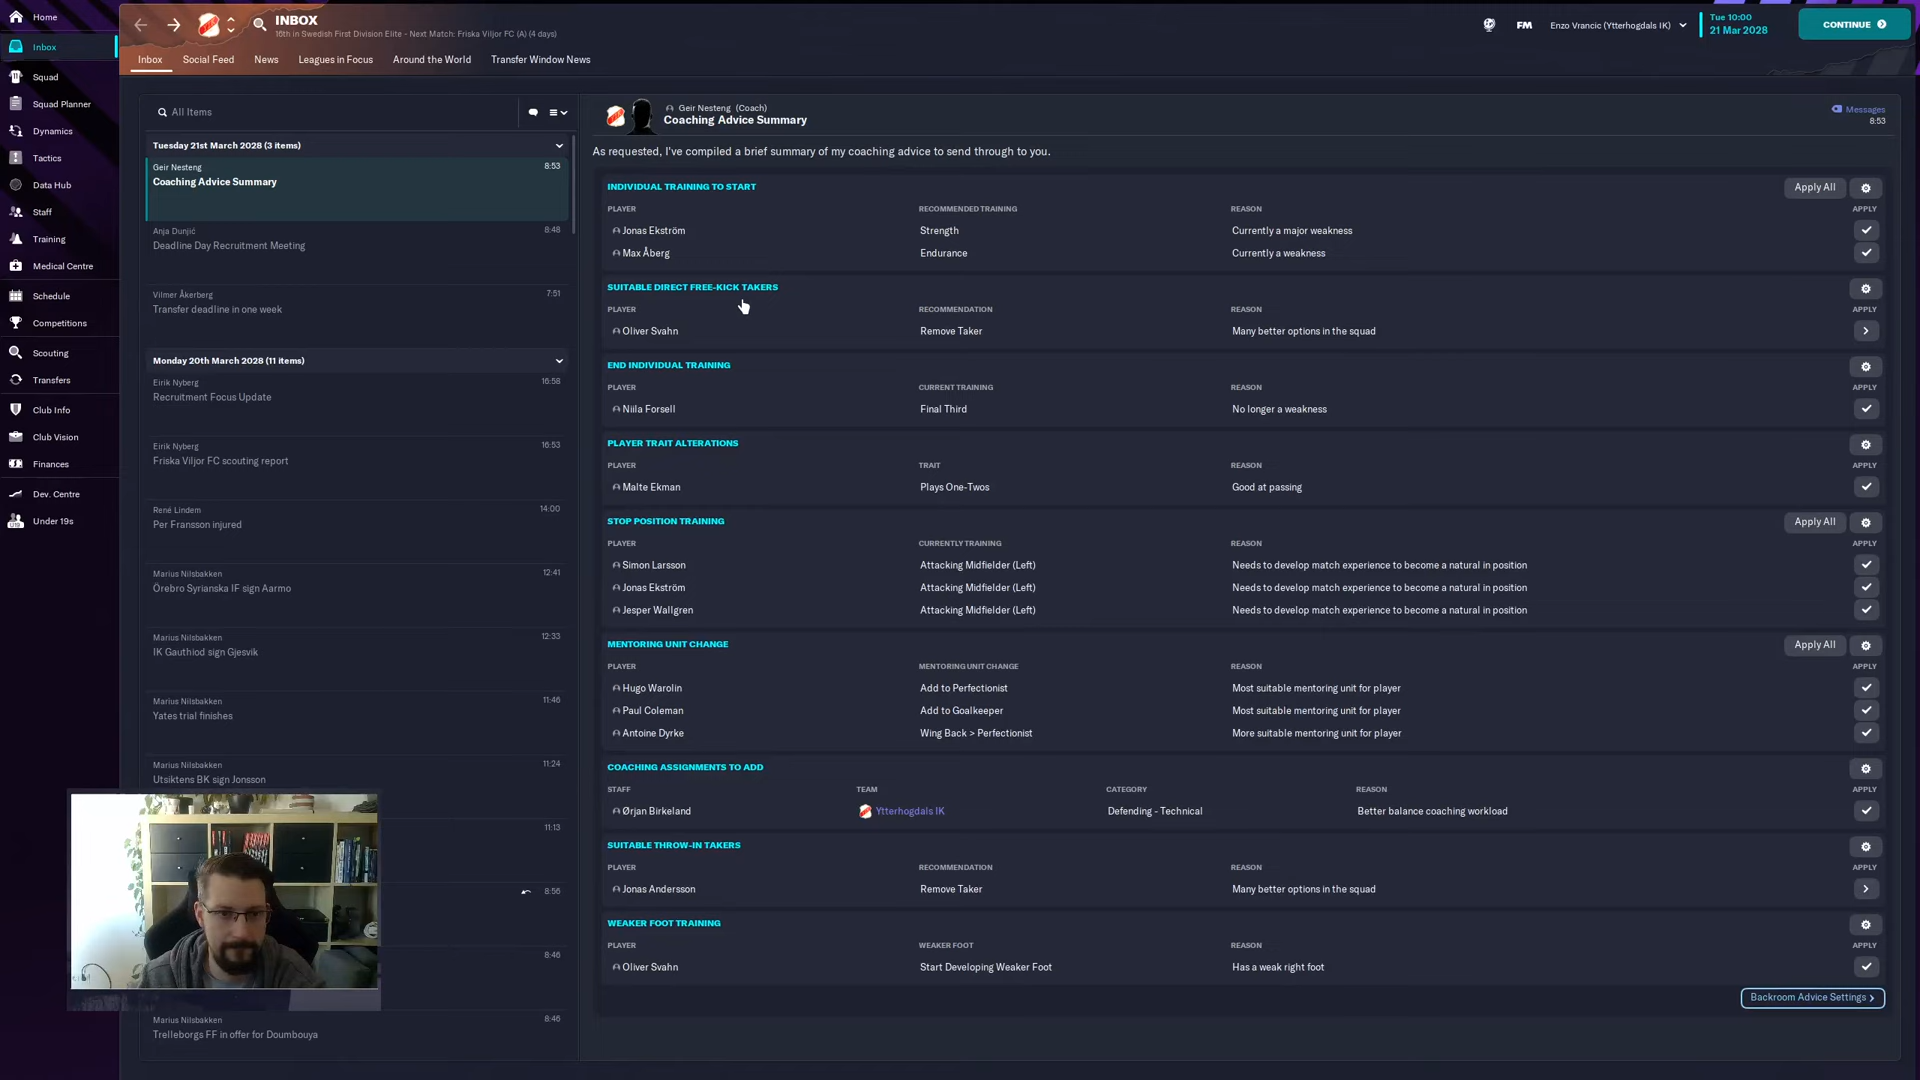 Home
Inbox
Squad
Squad Planner
Dynamics
Tactics
Data Hub
Staff
Training
Medical Centre
Schedule
Competitions
Scouting
Transfers
Club Info
Club Vision
Finances
Dev. Centre
Under 19s
INBOX
16th in Swedish First Division Elite - Next Match: Friska Viljor FC (A) (4 days)
FM
Enzo Vrancic (Ytterhogdals IK)
Tue 10:00
21 Mar 2028
CONTINUE
Inbox Social Feed News Leagues in Focus Around the World Transfer Window News
All Items
Tuesday 21st March 2028 (3 items)
Geir Nesteng 8:53
Coaching Advice Summary
Anja Dunjić 8:48
Deadline Day Recruitment Meeting
Vilmer Åkerberg 7:51
Transfer deadline in one week
Monday 20th March 2028 (11 items)
Eirik Nyberg 16:58
Recruitment Focus Update
Eirik Nyberg 16:53
Friska Viljor FC scouting report
René Lindem 14:00
Per Fransson injured
Marius Nilsbakken 12:41
Örebro Syrianska IF sign Aarmo
Marius Nilsbakken 12:33
IK Gauthiod sign Gjesvik
Marius Nilsbakken 11:46
Yates trial finishes
Marius Nilsbakken 11:24
Utsiktens BK sign Jonsson
11:13
8:56
8:46
Marius Nilsbakken 8:46
Trelleborgs FF in offer for Doumbouya
Geir Nesteng (Coach)
Coaching Advice Summary
Messages
8:53
As requested, I've compiled a brief summary of my coaching advice to send through to you.
INDIVIDUAL TRAINING TO START Apply All
PLAYER RECOMMENDED TRAINING REASON APPLY
Jonas Ekström Strength Currently a major weakness
Max Åberg Endurance Currently a weakness
SUITABLE DIRECT FREE-KICK TAKERS
PLAYER RECOMMENDATION REASON APPLY
Oliver Svahn Remove Taker Many better options in the squad
END INDIVIDUAL TRAINING
PLAYER CURRENT TRAINING REASON APPLY
Niila Forsell Final Third No longer a weakness
PLAYER TRAIT ALTERATIONS
PLAYER TRAIT REASON APPLY
Malte Ekman Plays One-Twos Good at passing
STOP POSITION TRAINING Apply All
PLAYER CURRENTLY TRAINING REASON APPLY
Simon Larsson Attacking Midfielder (Left) Needs to develop match experience to become a natural in position
Jonas Ekström Attacking Midfielder (Left) Needs to develop match experience to become a natural in position
Jesper Wallgren Attacking Midfielder (Left) Needs to develop match experience to become a natural in position
MENTORING UNIT CHANGE Apply All
PLAYER MENTORING UNIT CHANGE REASON APPLY
Hugo Warolin Add to Perfectionist Most suitable mentoring unit for player
Paul Coleman Add to Goalkeeper Most suitable mentoring unit for player
Antoine Dyrke Wing Back > Perfectionist More suitable mentoring unit for player
COACHING ASSIGNMENTS TO ADD
STAFF TEAM CATEGORY REASON APPLY
Ørjan Birkeland Ytterhogdals IK Defending - Technical Better balance coaching workload
SUITABLE THROW-IN TAKERS
PLAYER RECOMMENDATION REASON APPLY
Jonas Andersson Remove Taker Many better options in the squad
WEAKER FOOT TRAINING
PLAYER WEAKER FOOT REASON APPLY
Oliver Svahn Start Developing Weaker Foot Has a weak right foot
Backroom Advice Settings >